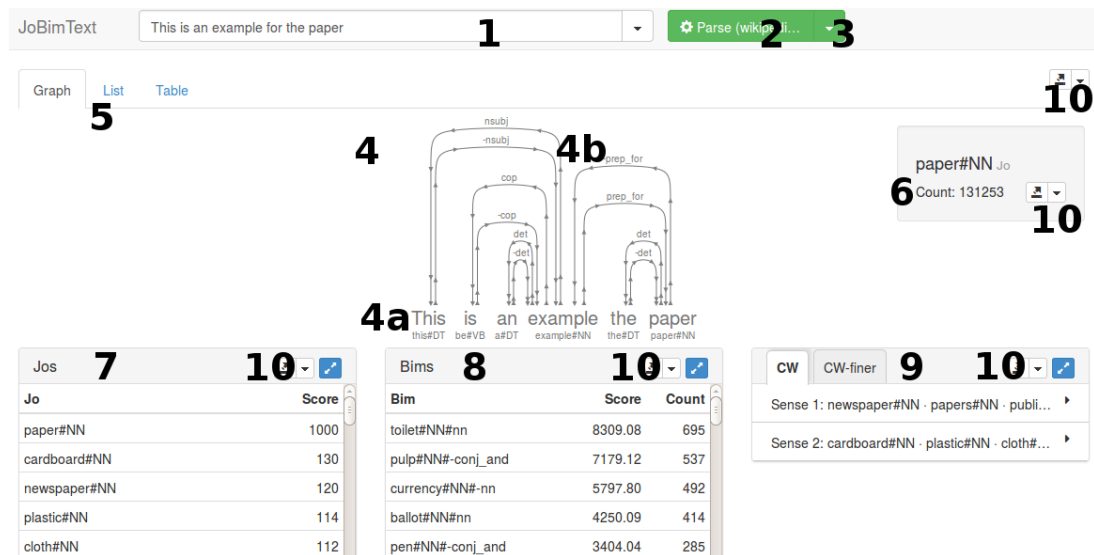 JoBimText This is an example for the paper 1 Parse (wikipedi... 2 3
Graph List Table 10
5
nsubj
4 -nsubj 4b
-prep_for
paper#NN Jo
cop
6 Count: 131253
prep_for
10
-cop
det det
-det -det
4a This is an example the paper
this#DT be#VB a#DT example#NN the#DT paper#NN
Jos 7 10
Jo Score
paper#NN 1000
cardboard#NN 130
newspaper#NN 120
plastic#NN 114
cloth#NN 112
Bims 8 10
Bim Score Count
toilet#NN#nn 8309.08 695
pulp#NN#-conj_and 7179.12 537
currency#NN#-nn 5797.80 492
ballot#NN#nn 4250.09 414
pen#NN#-conj_and 3404.04 285
CW CW-finer 9 10
Sense 1: newspaper#NN · papers#NN · publi...
Sense 2: cardboard#NN · plastic#NN · cloth#...